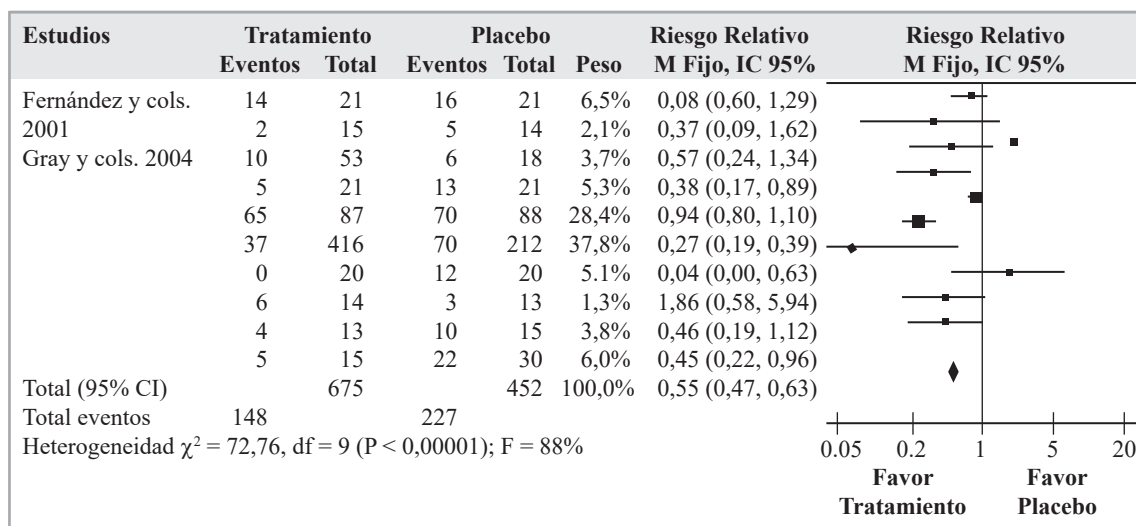 Estudios Tratamiento Placebo Riesgo Relativo Riesgo Relativo
Eventos Total Eventos Total Peso M Fijo, IC 95% M Fijo, IC 95%
Fernández y cols. 14 21 16 21 6,5% 0,08 (0,60, 1,29)
2001 2 15 5 14 2,1% 0,37 (0,09, 1,62)
Gray y cols. 2004 10 53 6 18 3,7% 0,57 (0,24, 1,34)
5 21 13 21 5,3% 0,38 (0,17, 0,89)
65 87 70 88 28,4% 0,94 (0,80, 1,10)
37 416 70 212 37,8% 0,27 (0,19, 0,39)
0 20 12 20 5.1% 0,04 (0,00, 0,63)
6 14 3 13 1,3% 1,86 (0,58, 5,94)
4 13 10 15 3,8% 0,46 (0,19, 1,12)
5 15 22 30 6,0% 0,45 (0,22, 0,96)
Total (95% CI) 675 452 100,0% 0,55 (0,47, 0,63)
Total eventos 148 227
Heterogeneidad χ² = 72,76, df = 9 (P < 0,00001); F = 88%
0.05 0.2 1 5 20
Favor Favor
Tratamiento Placebo